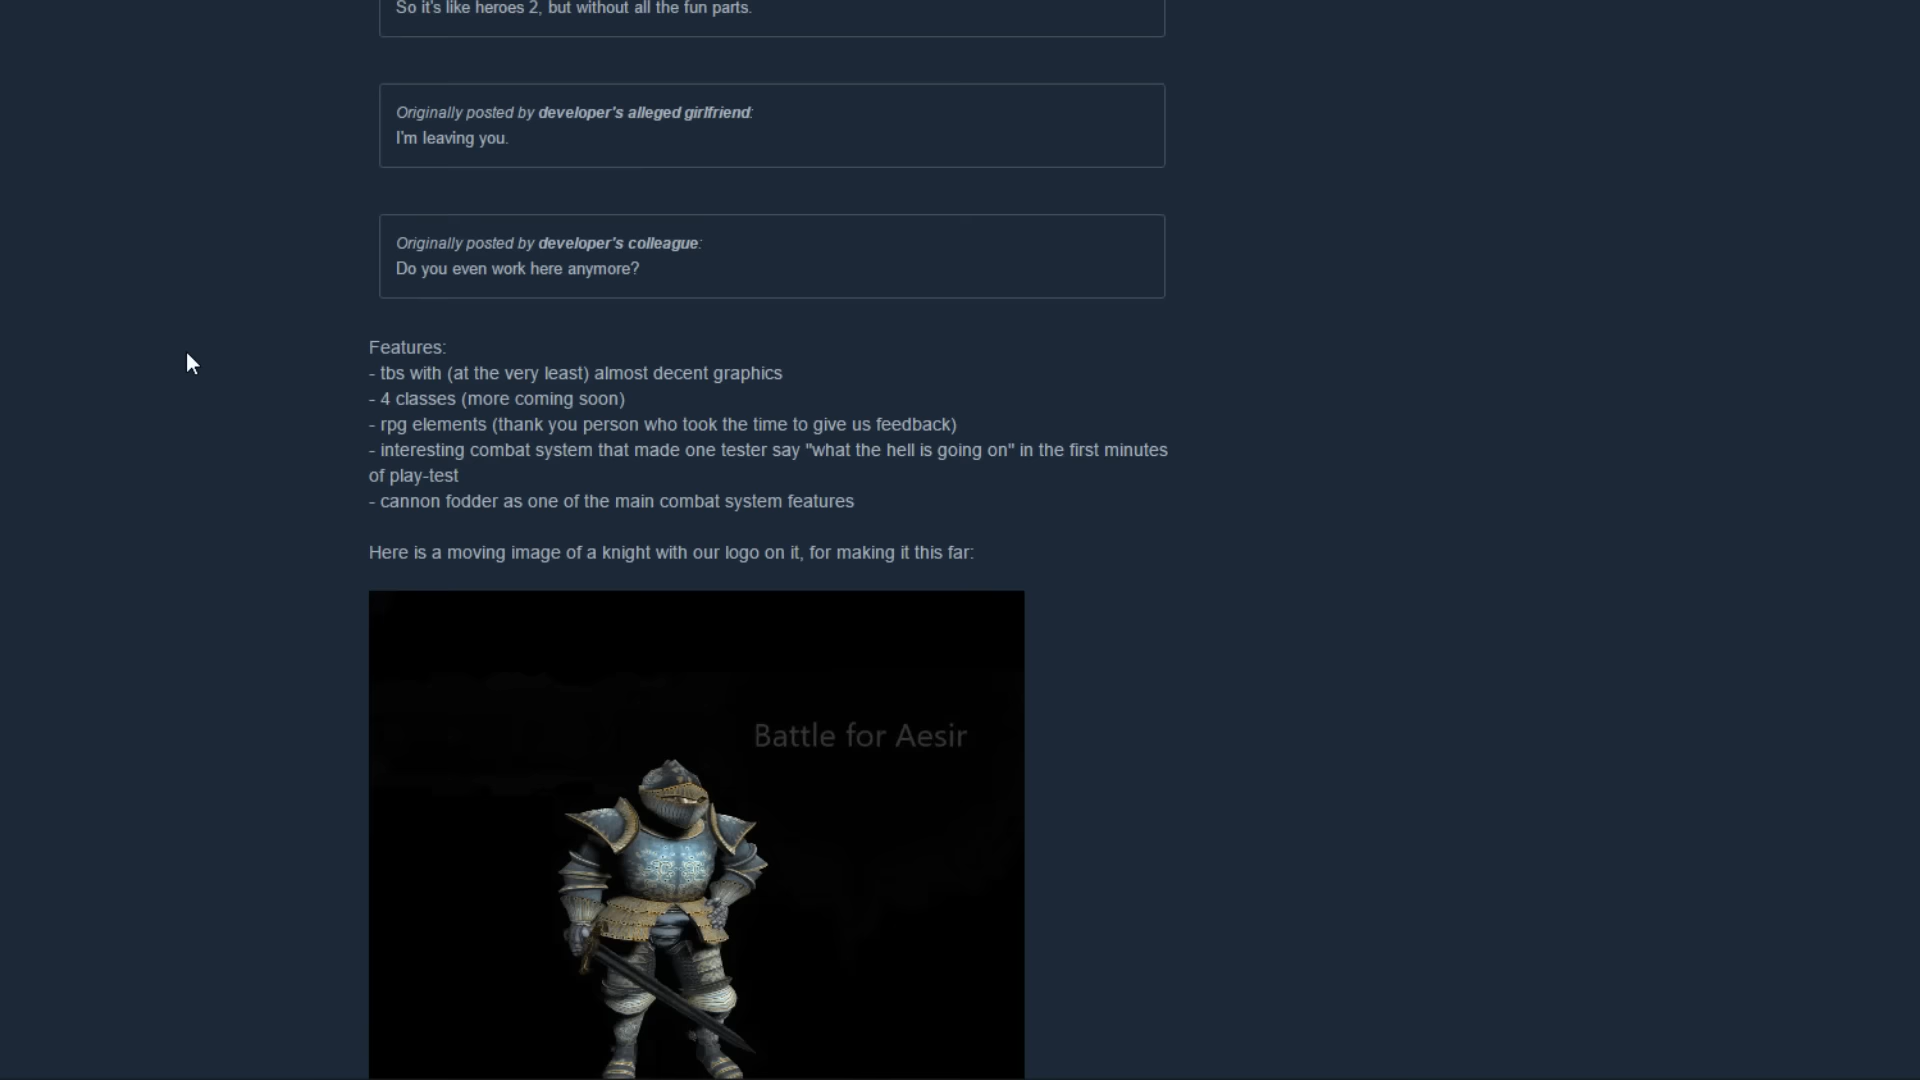 So it's like heroes 2, but without all the fun parts.
Originally posted by developer's alleged girlfriend:
I'm leaving you.
Originally posted by developer's colleague:
Do you even work here anymore?
Features:
- tbs with (at the very least) almost decent graphics
- 4 classes (more coming soon)
- rpg elements (thank you person who took the time to give us feedback)
- interesting combat system that made one tester say "what the hell is going on" in the first minutes
of play-test
- cannon fodder as one of the main combat system features
Here is a moving image of a knight with our logo on it, for making it this far:
Battle for Aesir